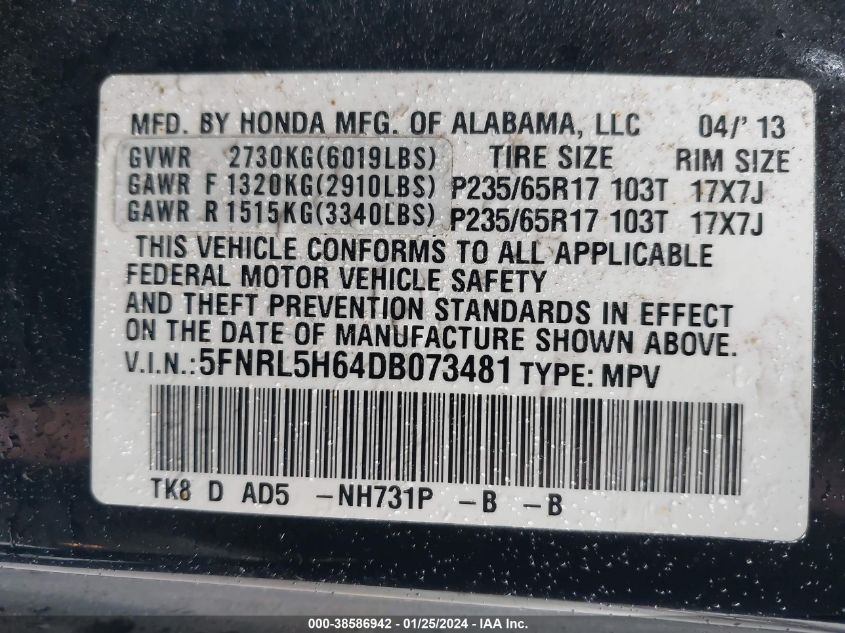 MFD. BY HONDA MFG. OF ALABAMA, LLC 04/' 13
GVWR 2730KG(6019LBS) TIRE SIZE RIM SIZE
GAWR F 1320KG(2910LBS) P235/65R17 103T 17X7J
GAWR R 1515KG(3340LBS) P235/65R17 103T 17X7J
THIS VEHICLE CONFORMS TO ALL APPLICABLE
FEDERAL MOTOR VEHICLE SAFETY
AND THEFT PREVENTION STANDARDS IN EFFECT
ON THE DATE OF MANUFACTURE SHOWN ABOVE.
V.I.N.:5FNRL5H64DB073481 TYPE: MPV
TK8 D AD5 -NH731P -B -B
000-38586942 - 01/25/2024 - IAA Inc.